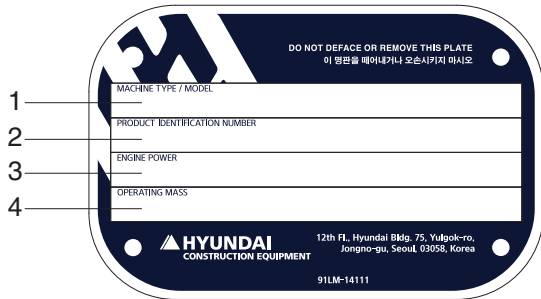 DO NOT DEFACE OR REMOVE THIS PLATE
이 명판을 떼어내거나 오손시키지 마시오
1
MACHINE TYPE / MODEL
2
PRODUCT IDENTIFICATION NUMBER
3
ENGINE POWER
4
OPERATING MASS
HYUNDAI
CONSTRUCTION EQUIPMENT
12th Fl., Hyundai Bldg. 75, Yulgok-ro,
Jongno-gu, Seoul, 03058, Korea
91LM-14111